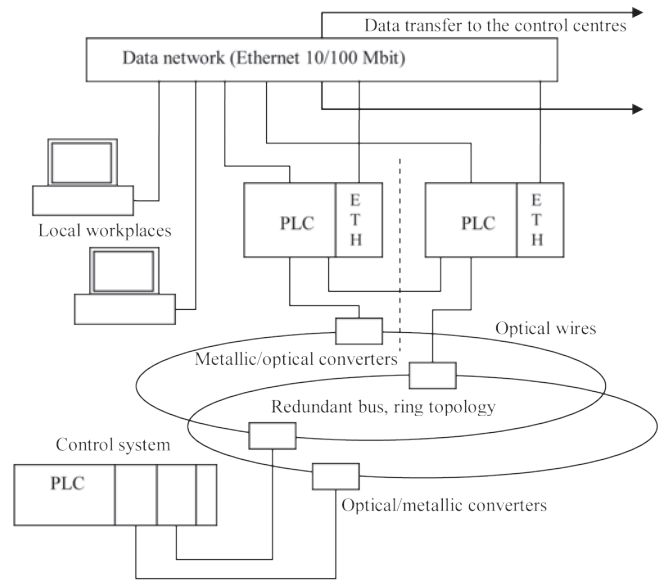 Data transfer to the control centres
Data network (Ethernet 10/100 Mbit)
PLC
E
T
H
PLC
E
T
H
Local workplaces
Optical wires
Metallic/optical converters
Redundant bus, ring topology
Control system
PLC
Optical/metallic converters